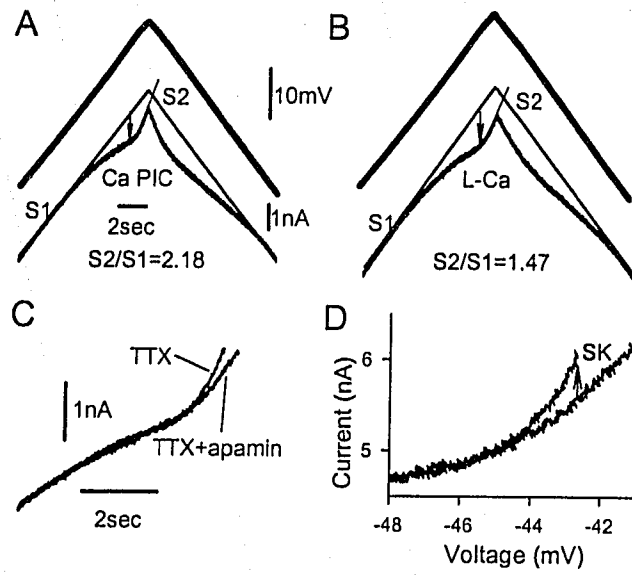 A
S2
10mV
S1
Ca PIC
2sec
1nA
S2/S1=2.18
B
S2
S1
L-Ca
S2/S1=1.47
C
TTX
1nA
TTX+apamin
2sec
D
SK
Current (nA)
6
5
-48 -46 -44 -42
Voltage (mV)